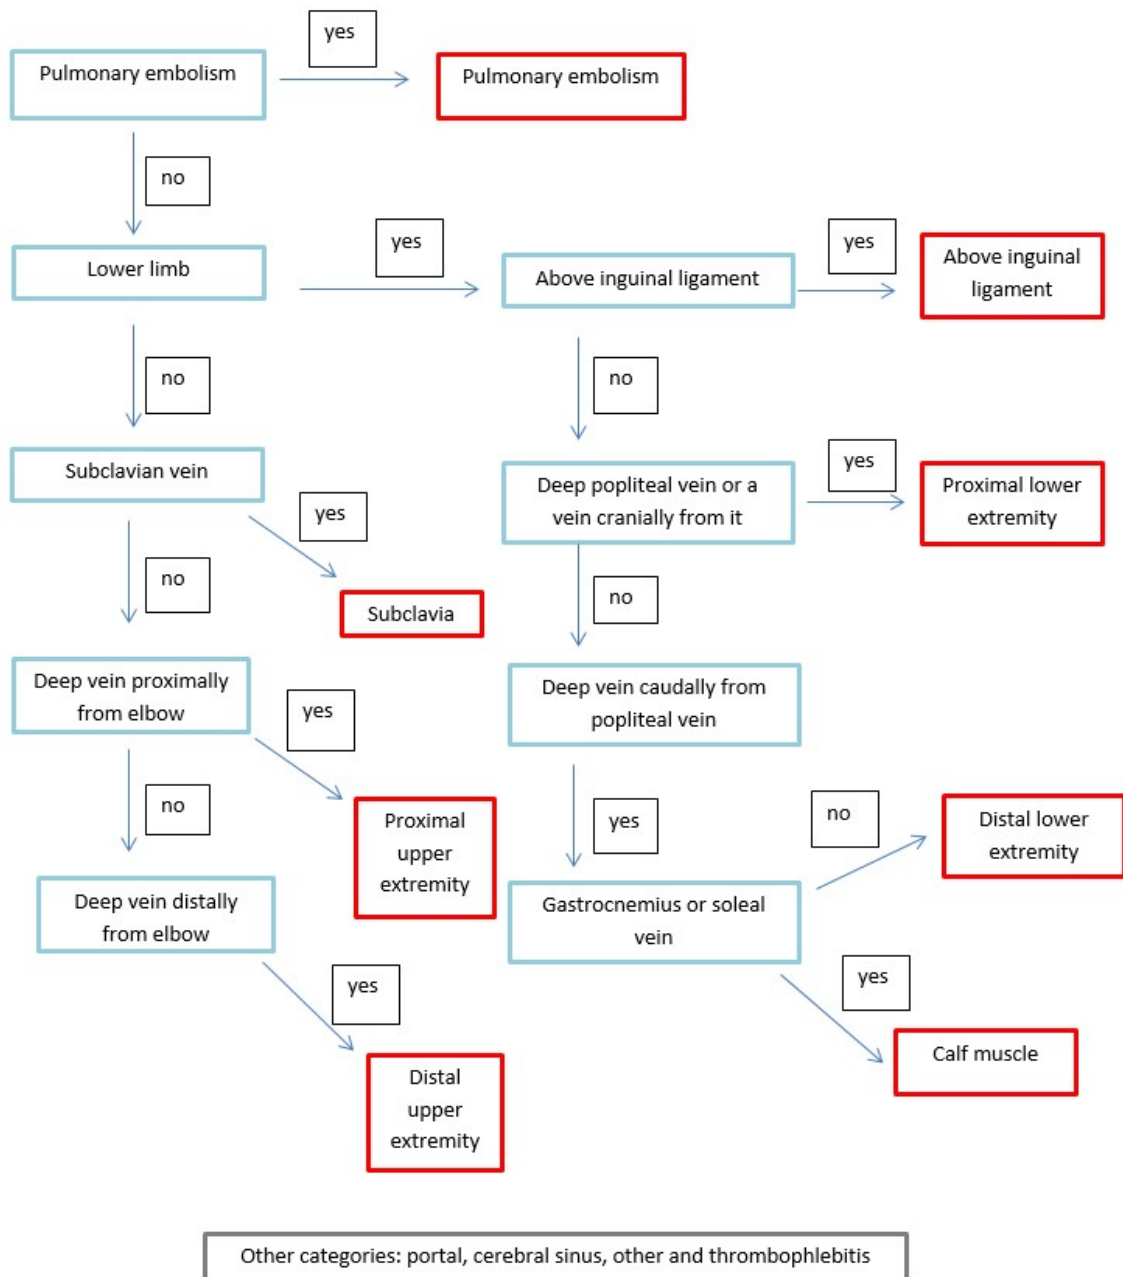 yes
Pulmonary embolism
Pulmonary embolism
no
yes
yes
Lower limb
Above inguinal ligament
Above inguinal
ligament
no
no
Subclavian vein
yes
Deep popliteal vein or a
vein cranially from it
yes
Proximal lower
extremity
no
no
Subclavia
Deep vein proximally
from elbow
yes
Deep vein caudally from
popliteal vein
no
Proximal
upper
extremity
yes
no
Distal lower
extremity
Deep vein distally
from elbow
Gastrocnemius or soleal
vein
yes
yes
Calf muscle
Distal
upper
extremity
Other categories: portal, cerebral sinus, other and thrombophlebitis